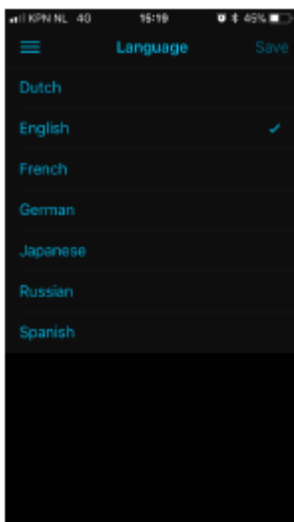 KPN NL 4G 15:19 45%
Language Save
Dutch
English
French
German
Japanese
Russian
Spanish